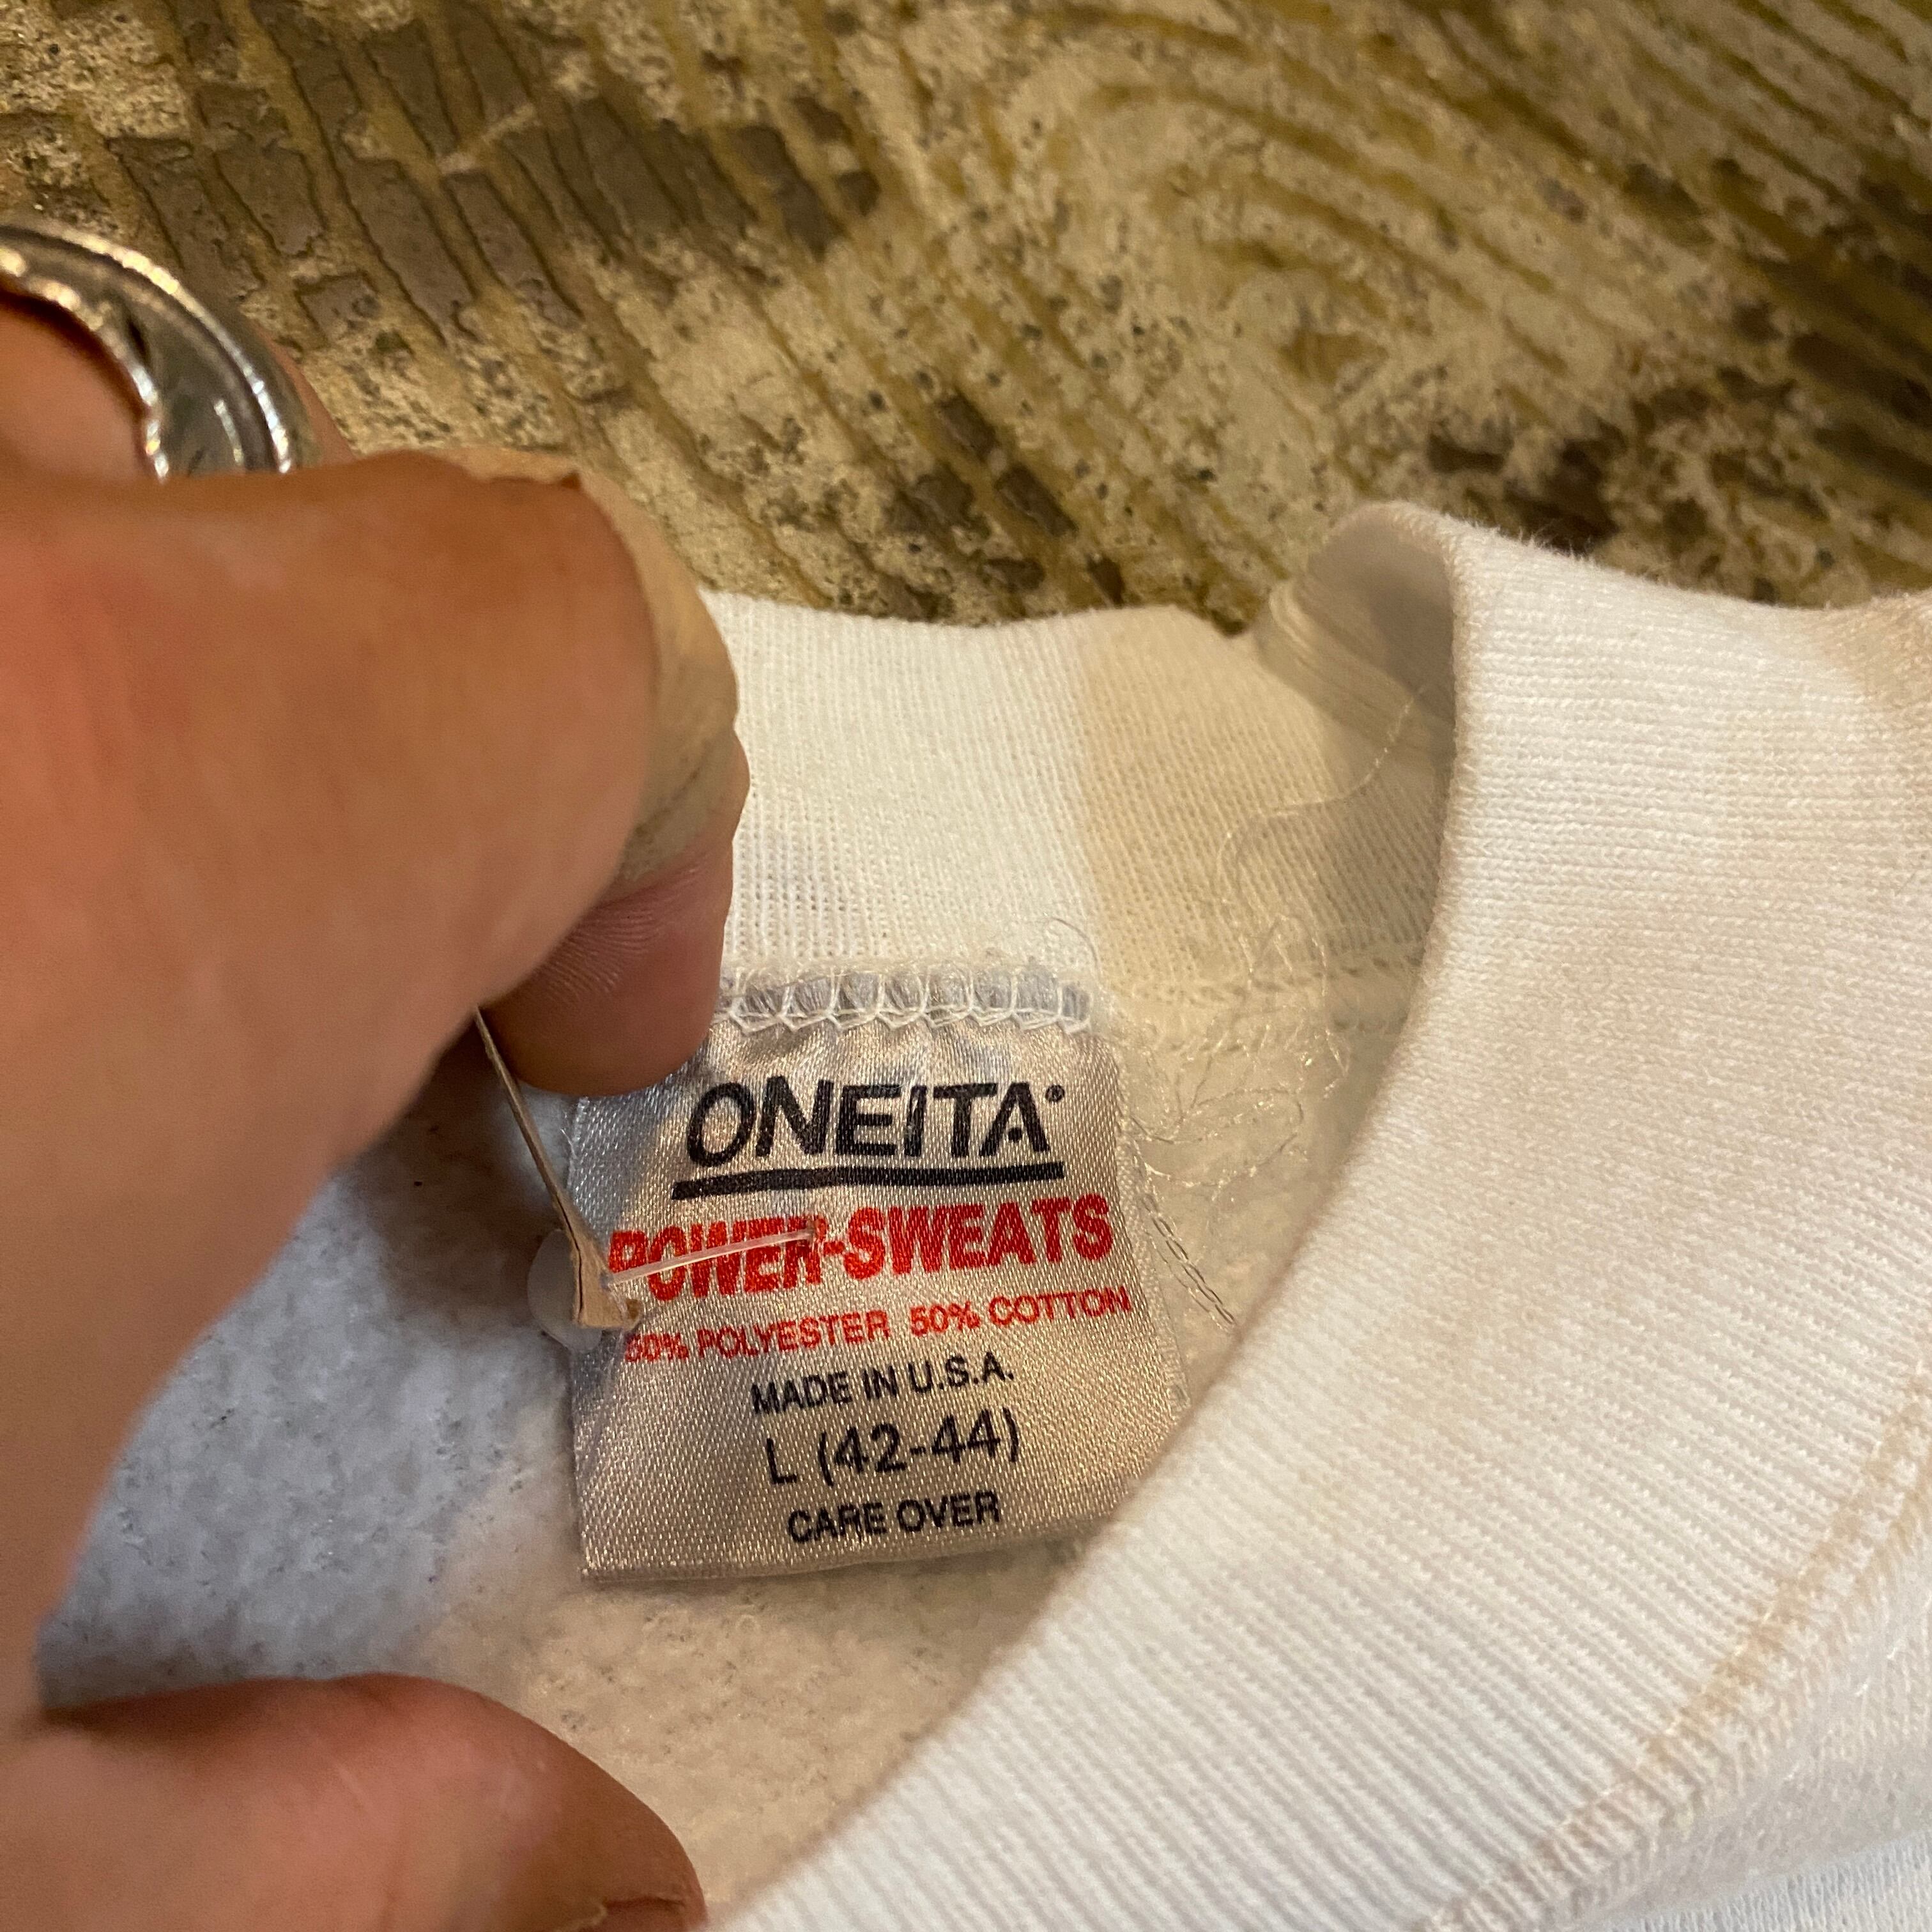 ONEITA®
POWER-SWEATS
50% POLYESTER 50% COTTON
MADE IN U.S.A.
L (42-44)
CARE OVER